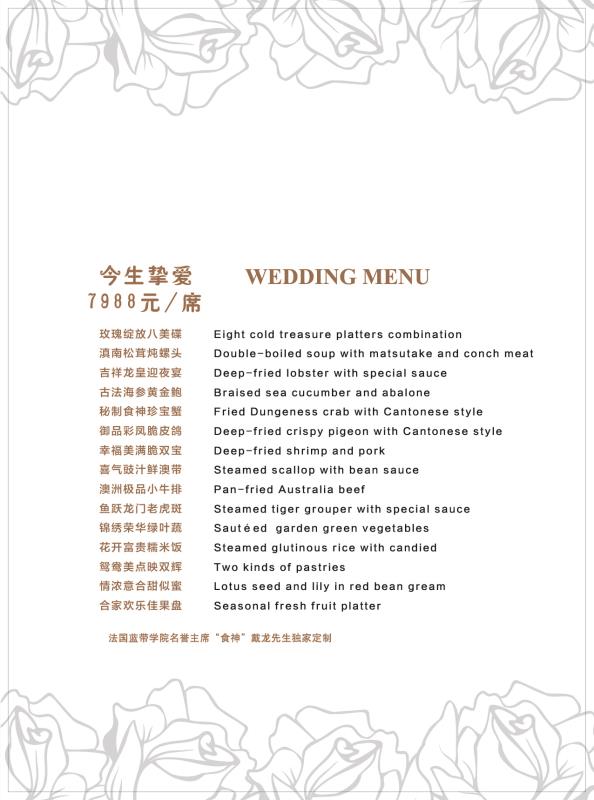 今生挚爱 WEDDING MENU
7988元/席
玫瑰绽放八美碟 Eight cold treasure platters combination
滇南松茸炖螺头 Double-boiled soup with matsutake and conch meat
吉祥龙皇迎夜宴 Deep-fried lobster with special sauce
古法海参黄金鲍 Braised sea cucumber and abalone
秘制食神珍宝蟹 Fried Dungeness crab with Cantonese style
御品彩凤脆皮鸽 Deep-fried crispy pigeon with Cantonese style
幸福美满脆双宝 Deep-fried shrimp and pork
喜气豉汁鲜澳带 Steamed scallop with bean sauce
澳洲极品小牛排 Pan-fried Australia beef
鱼跃龙门老虎斑 Steamed tiger grouper with special sauce
锦绣荣华绿叶蔬 Sautéed garden green vegetables
花开富贵糯米饭 Steamed glutinous rice with candied
鸳鸯美点映双辉 Two kinds of pastries
情浓意合甜似蜜 Lotus seed and lily in red bean gream
合家欢乐佳果盘 Seasonal fresh fruit platter
法国蓝带学院名誉主席“食神”戴龙先生独家定制